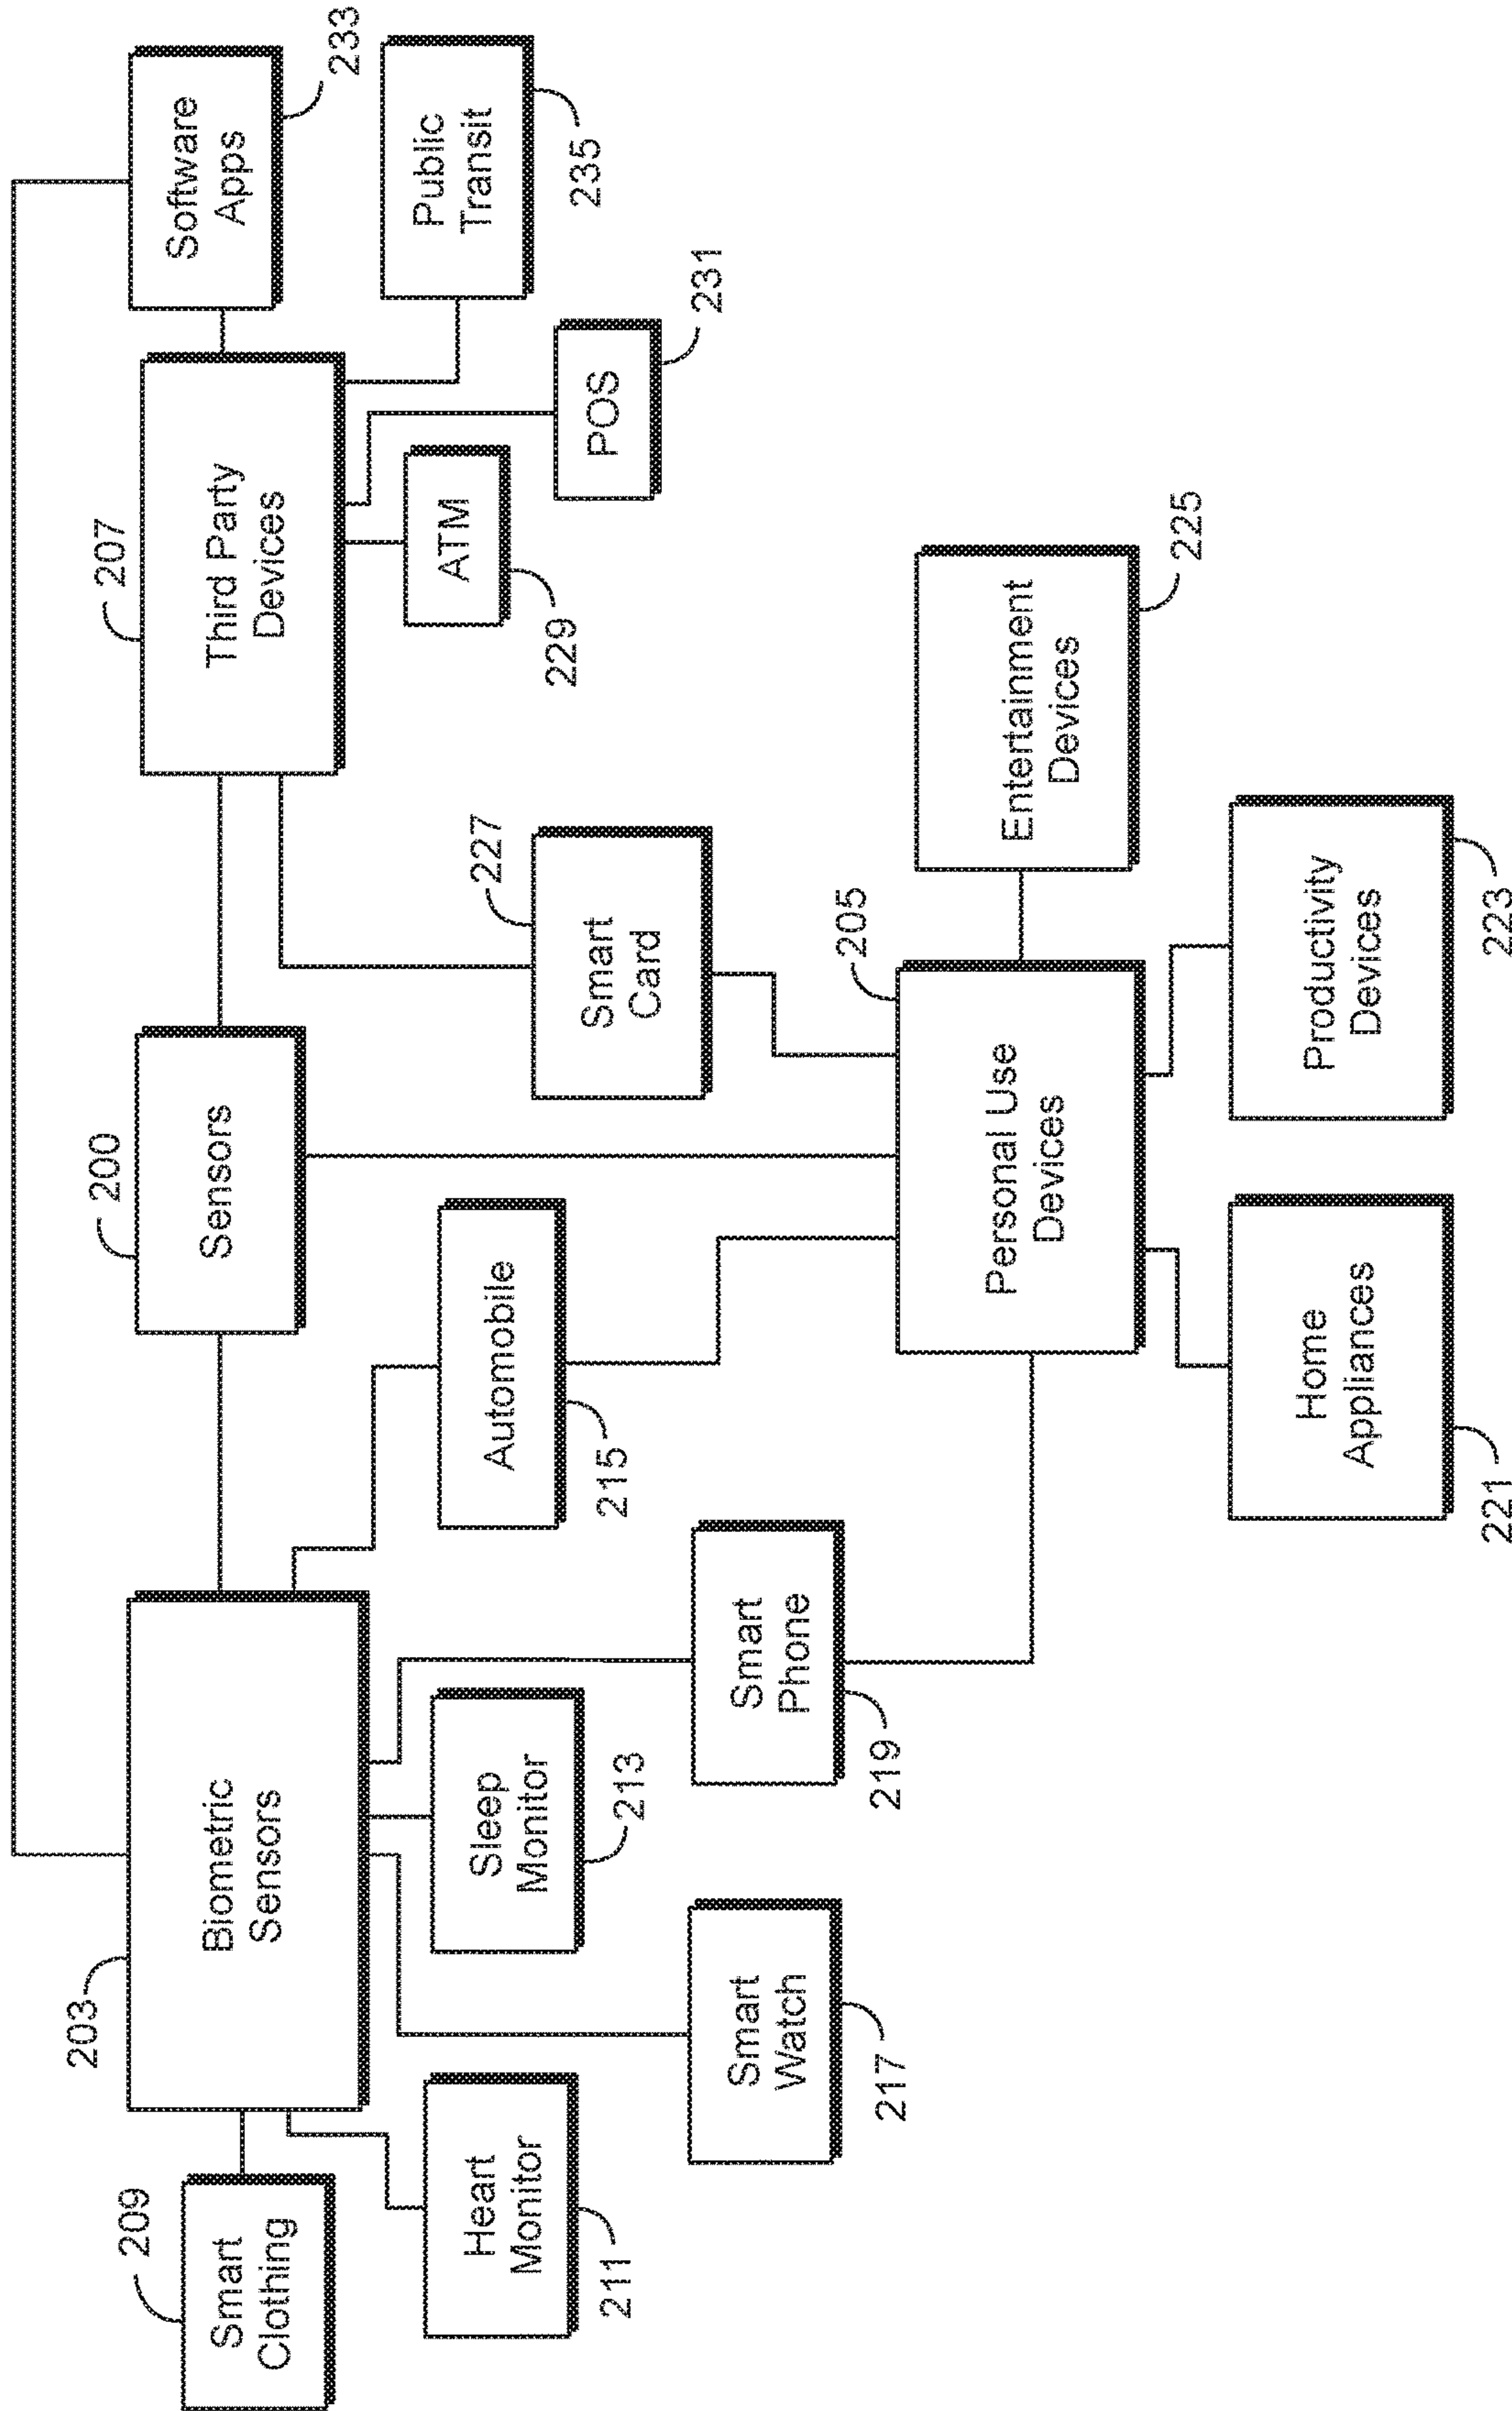 203
Biometric
Sensors
200
Sensors
207
Third Party
Devices
Software
Apps
233
209
Smart
Clothing
Heart
Monitor
211
Sleep
Monitor
213
Automobile
215
ATM
229
Public
Transit
235
POS
231
Smart
Watch
217
Smart
Phone
219
227
Smart
Card
205
Personal Use
Devices
Entertainment
Devices
225
Home
Appliances
221
Productivity
Devices
223